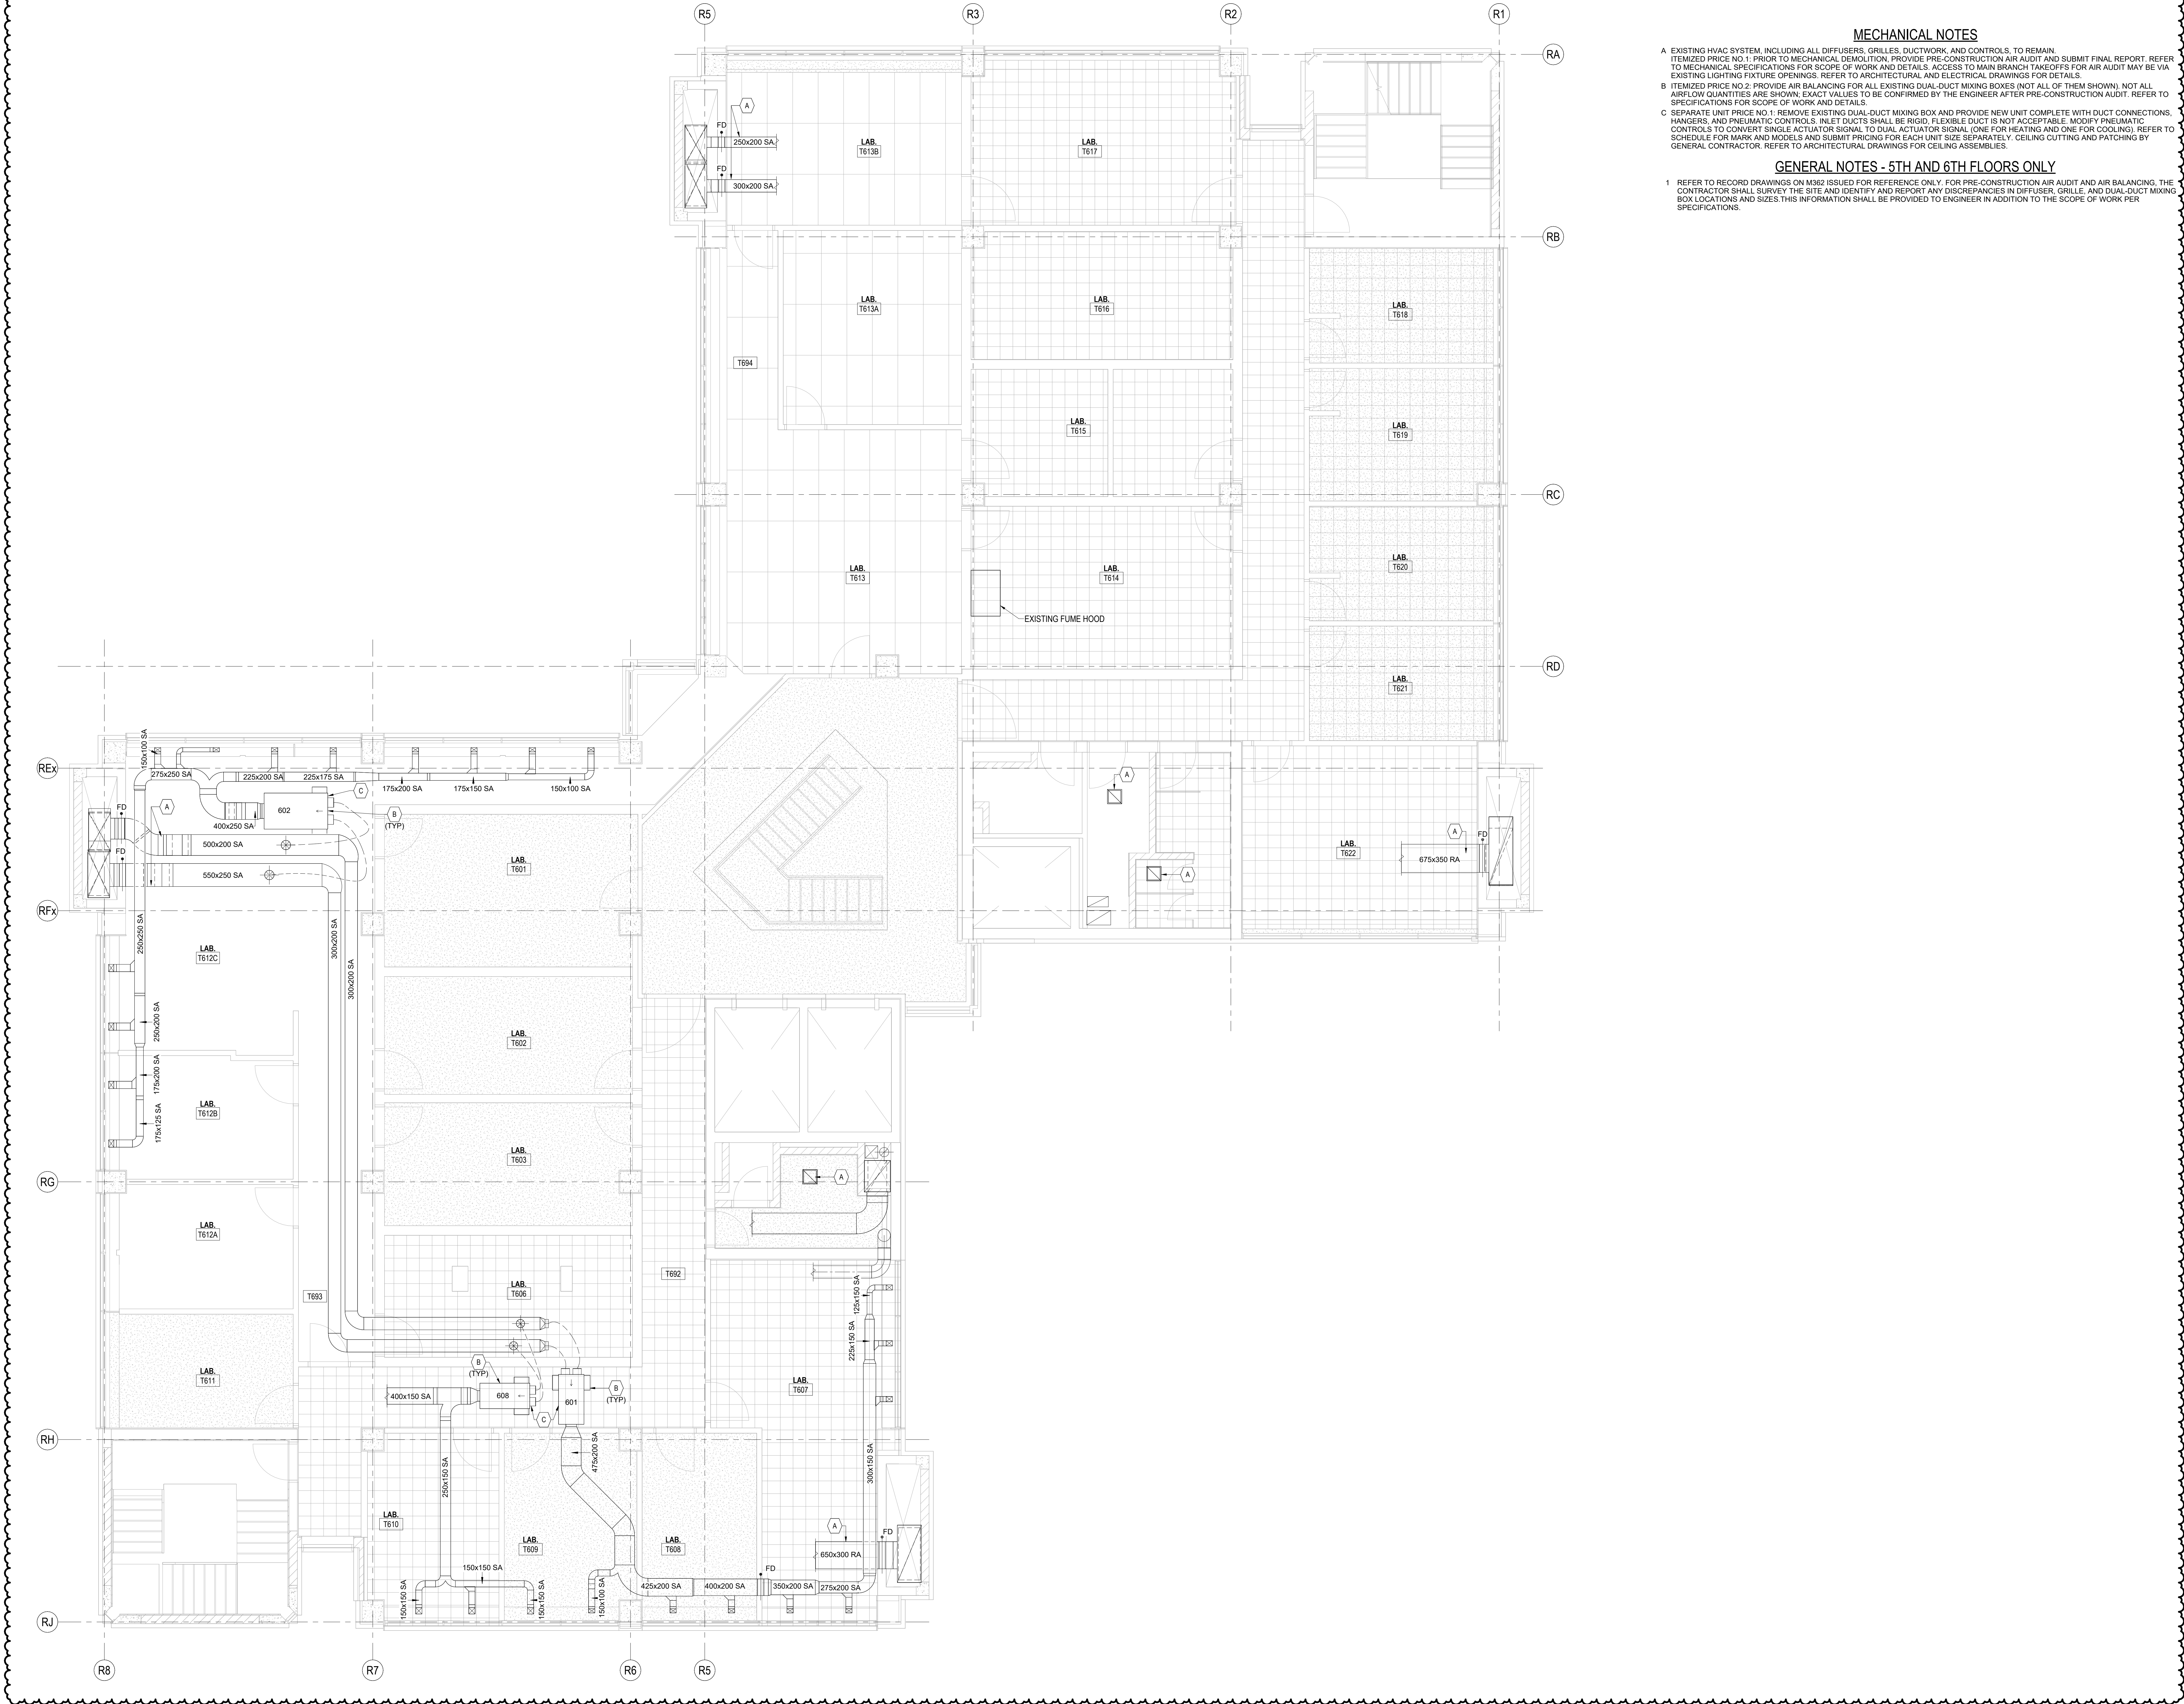 R5
R3
R2
R1
MECHANICAL NOTES
A EXISTING HVAC SYSTEM, INCLUDING ALL DIFFUSERS, GRILLES, DUCTWORK, AND CONTROLS, TO REMAIN.
ITEMIZED PRICE NO.1: PRIOR TO MECHANICAL DEMOLITION, PROVIDE PRE-CONSTRUCTION AIR AUDIT AND SUBMIT FINAL REPORT. REFER
TO MECHANICAL SPECIFICATIONS FOR SCOPE OF WORK AND DETAILS. ACCESS TO MAIN BRANCH TAKEOFFS FOR AIR AUDIT MAY BE VIA
EXISTING LIGHTING FIXTURE OPENINGS. REFER TO ARCHITECTURAL AND ELECTRICAL DRAWINGS FOR DETAILS.
B ITEMIZED PRICE NO.2: PROVIDE AIR BALANCING FOR ALL EXISTING DUAL-DUCT MIXING BOXES (NOT ALL OF THEM SHOWN). NOT ALL
AIRFLOW QUANTITIES ARE SHOWN; EXACT VALUES TO BE CONFIRMED BY THE ENGINEER AFTER PRE-CONSTRUCTION AUDIT. REFER TO
SPECIFICATIONS FOR SCOPE OF WORK AND DETAILS.
C SEPARATE UNIT PRICE NO.1: REMOVE EXISTING DUAL-DUCT MIXING BOX AND PROVIDE NEW UNIT COMPLETE WITH DUCT CONNECTIONS,
HANGERS, AND PNEUMATIC CONTROLS. INLET DUCTS SHALL BE RIGID, FLEXIBLE DUCT IS NOT ACCEPTABLE. MODIFY PNEUMATIC
CONTROLS TO CONVERT SINGLE ACTUATOR SIGNAL TO DUAL ACTUATOR SIGNAL (ONE FOR HEATING AND ONE FOR COOLING). REFER TO
SCHEDULE FOR MARK AND MODELS AND SUBMIT PRICING FOR EACH UNIT SIZE SEPARATELY. CEILING CUTTING AND PATCHING BY
GENERAL CONTRACTOR. REFER TO ARCHITECTURAL DRAWINGS FOR CEILING ASSEMBLIES.
GENERAL NOTES - 5TH AND 6TH FLOORS ONLY
1 REFER TO RECORD DRAWINGS ON M362 ISSUED FOR REFERENCE ONLY. FOR PRE-CONSTRUCTION AIR AUDIT AND AIR BALANCING, THE
CONTRACTOR SHALL SURVEY THE SITE AND IDENTIFY AND REPORT ANY DISCREPANCIES IN DIFFUSER, GRILLE, AND DUAL-DUCT MIXING
BOX LOCATIONS AND SIZES.THIS INFORMATION SHALL BE PROVIDED TO ENGINEER IN ADDITION TO THE SCOPE OF WORK PER
SPECIFICATIONS.
RA
A
FD
250x200 SA
FD
300x200 SA
LAB.
T613B
LAB.
T617
RB
LAB.
T613A
LAB.
T616
LAB.
T618
T694
LAB.
T615
LAB.
T619
RC
LAB.
T613
LAB.
T614
LAB.
T620
EXISTING FUME HOOD
RD
LAB.
T621
REx
150x100 SA
275x250 SA
225x200 SA
225x175 SA
175x200 SA
175x150 SA
150x100 SA
C
602
B
(TYP)
A
FD
400x250 SA
500x200 SA
FD
550x250 SA
A
A
LAB.
T622
A
FD
675x350 RA
LAB.
T601
RFx
250x250 SA
300x200 SA
300x200 SA
LAB.
T612C
250x200 SA
LAB.
T602
175x200 SA
LAB.
T612B
175x125 SA
LAB.
T603
RG
A
LAB.
T612A
T692
LAB.
T606
T693
125x150 SA
225x150 SA
LAB.
T611
B
(TYP)
400x150 SA
608
601
B
(TYP)
C
LAB.
T607
RH
475x200 SA
250x150 SA
300x150 SA
LAB.
T610
LAB.
T609
LAB.
T608
A
FD
650x300 RA
150x150 SA
150x150 SA
150x150 SA
150x100 SA
425x200 SA
400x200 SA
FD
350x200 SA
275x200 SA
RJ
R8
R7
R6
R5